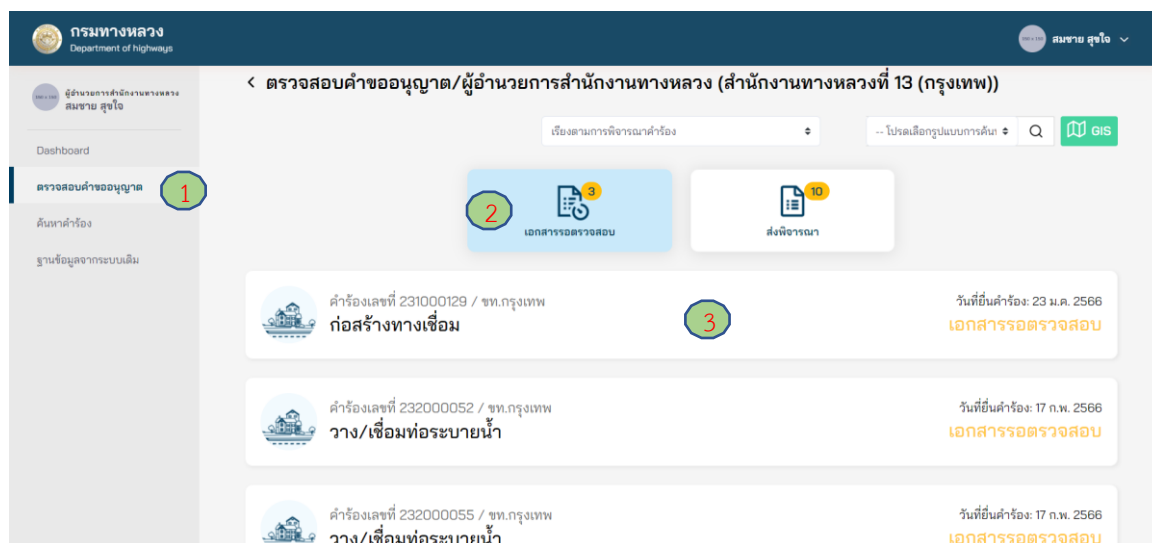 กรมทางหลวง
Department of highways
สมชาย สุขใจ
ผู้อำนวยการสำนักงานทางหลวง
สมชาย สุขใจ
< ตรวจสอบคำขออนุญาต/ผู้อำนวยการสำนักงานทางหลวง (สำนักงานทางหลวงที่ 13 (กรุงเทพ))
เรียงตามการพิจารณาคำร้อง
-- โปรดเลือกรูปแบบการค้นหา
GIS
Dashboard
ตรวจสอบคำขออนุญาต
1
ค้นหาคำร้อง
ฐานข้อมูลจากระบบเดิม
2
3
เอกสารรอตรวจสอบ
10
ส่งพิจารณา
คำร้องเลขที่ 231000129 / ขท.กรุงเทพ
ก่อสร้างทางเชื่อม
3
วันที่ยื่นคำร้อง: 23 ม.ค. 2566
เอกสารรอตรวจสอบ
คำร้องเลขที่ 232000052 / ขท.กรุงเทพ
วาง/เชื่อมท่อระบายน้ำ
วันที่ยื่นคำร้อง: 17 ก.พ. 2566
เอกสารรอตรวจสอบ
คำร้องเลขที่ 232000055 / ขท.กรุงเทพ
วาง/เชื่อมท่อระบายน้ำ
วันที่ยื่นคำร้อง: 17 ก.พ. 2566
เอกสารรอตรวจสอบ